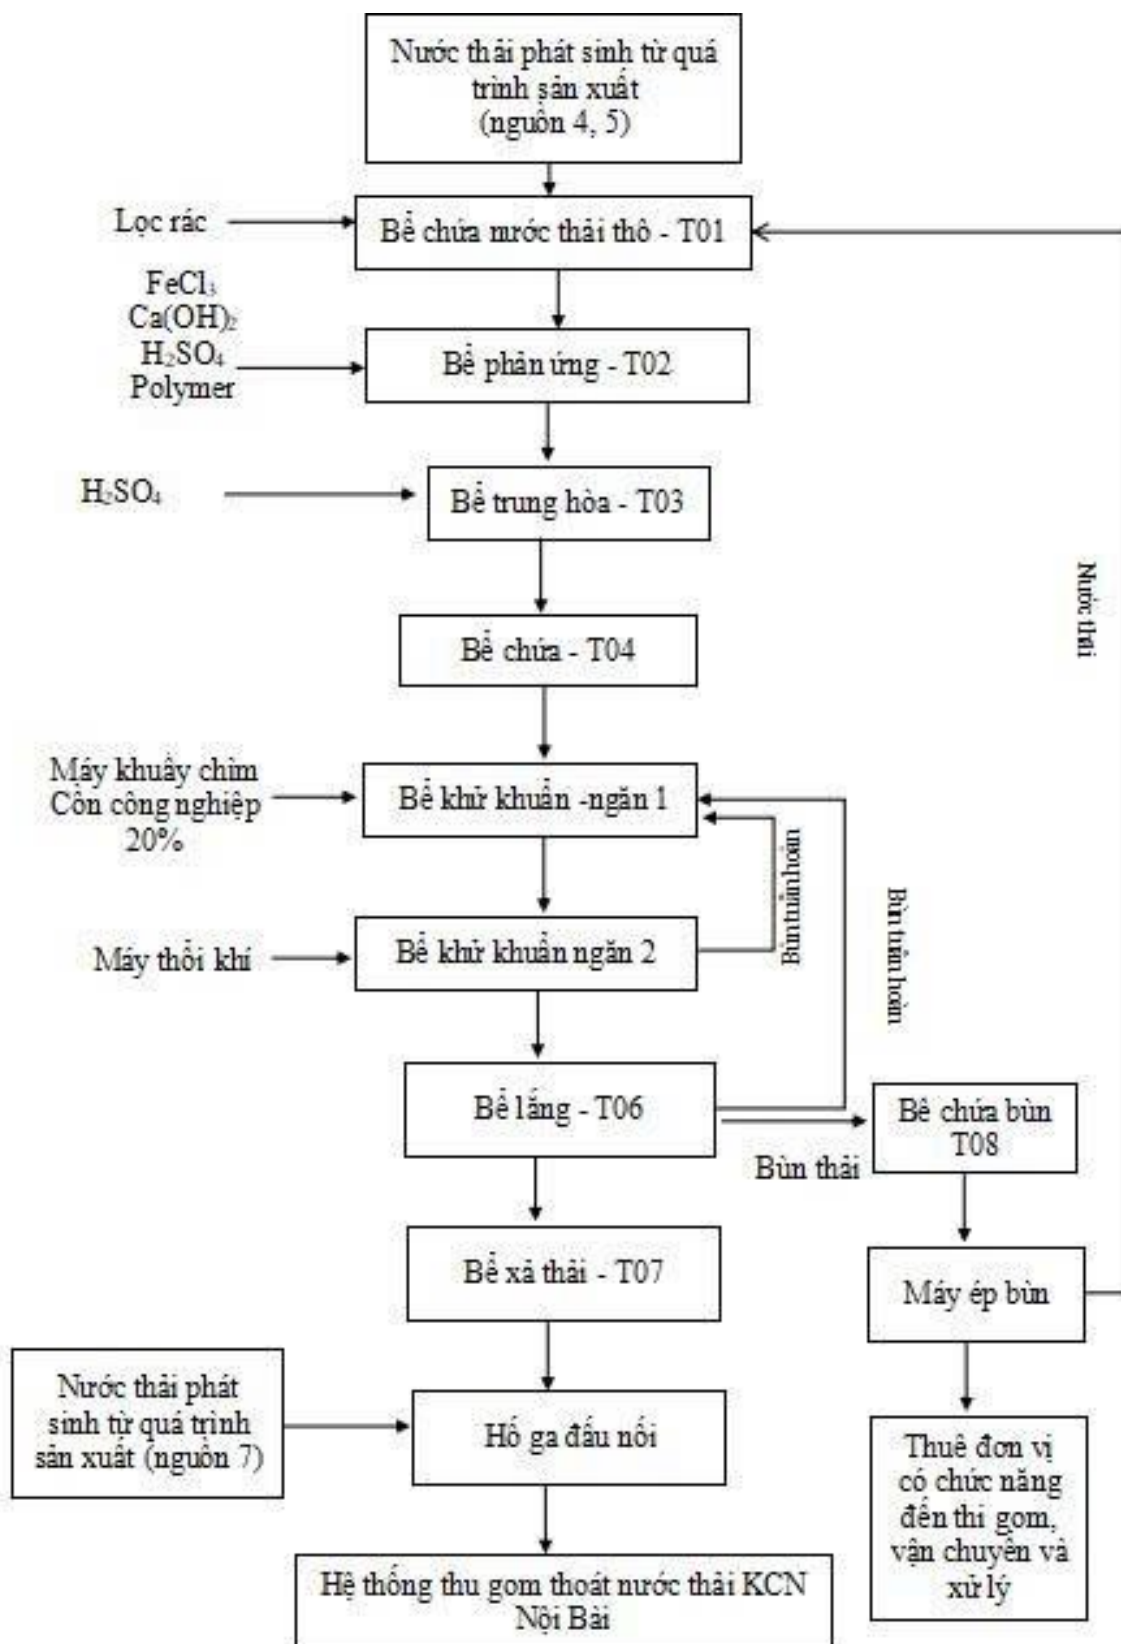 Nước thải phát sinh từ quá
trình sản xuất
(nguồn 4, 5)
Lọc rác
Bể chứa nước thải thô - T01
FeCl₃
Ca(OH)₂
H₂SO₄
Polymer
Bể phản ứng - T02
H₂SO₄
Bể trung hòa - T03
Nước thải
Bể chứa - T04
Máy khuấy chìm
Cồn công nghiệp
20%
Bể khử khuẩn -ngăn 1
Bùn tuần hoàn
Bùn tuần hoàn
Máy thổi khí
Bể khử khuẩn ngăn 2
Bể lắng - T06
Bùn thải
Bê chứa bùn
T08
Bể xả thải - T07
Máy ép bùn
Nước thải phát
sinh từ quá trình
sản xuất (nguồn 7)
Hố ga đấu nối
Thuê đơn vị
có chức năng
đến thi gom,
vận chuyển và
xử lý
Hệ thống thu gom thoát nước thải KCN
Nội Bài